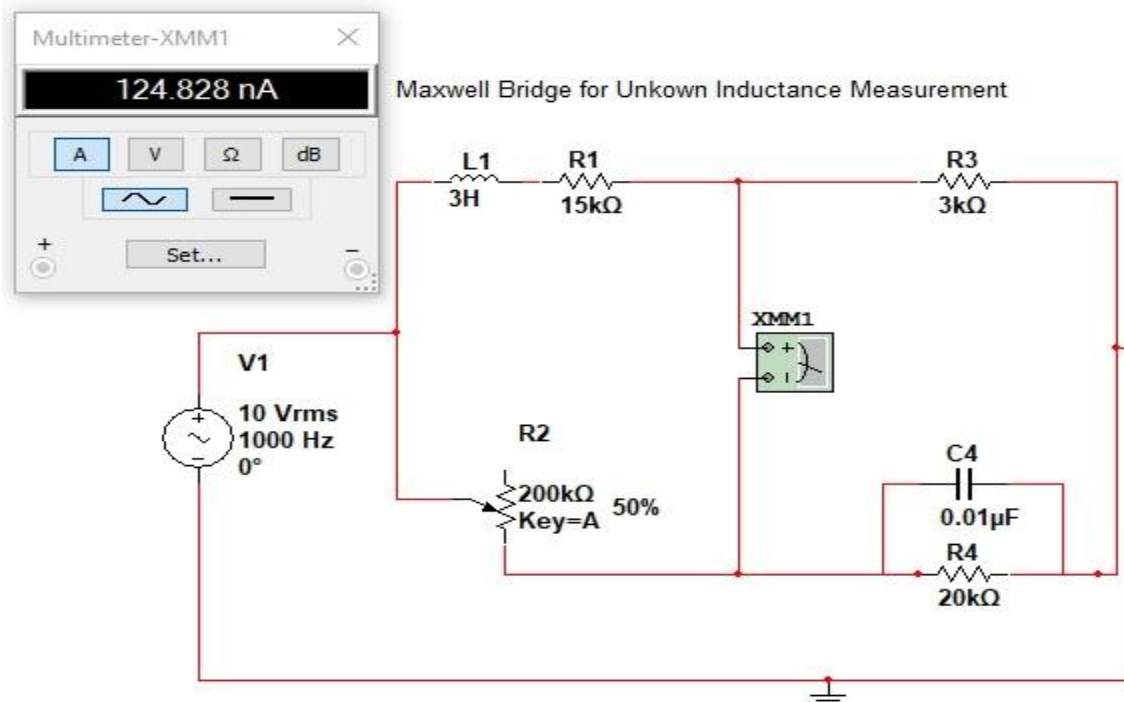 Multimeter-XMM1
124.828 nA
A V Ω dB
+ −
Set...
Maxwell Bridge for Unkown Inductance Measurement
L1
3H
R1
15kΩ
R3
3kΩ
XMM1
V1
10 Vrms
1000 Hz
0°
R2
200kΩ
Key=A
50%
C4
0.01µF
R4
20kΩ